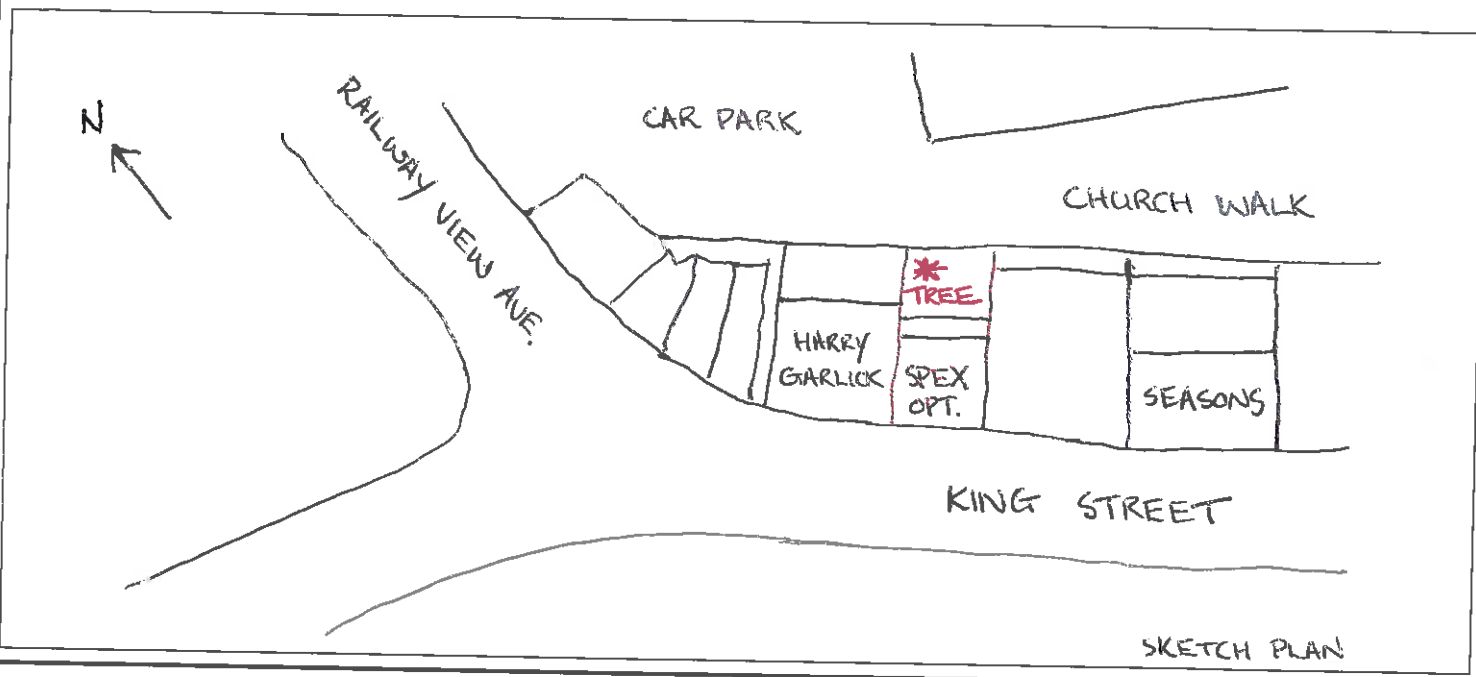 N
RAILWAY VIEW AVE.
CAR PARK
CHURCH WALK
TREE
HARRY
GARLICK
SPEX
OPT.
SEASONS
KING STREET
SKETCH PLAN